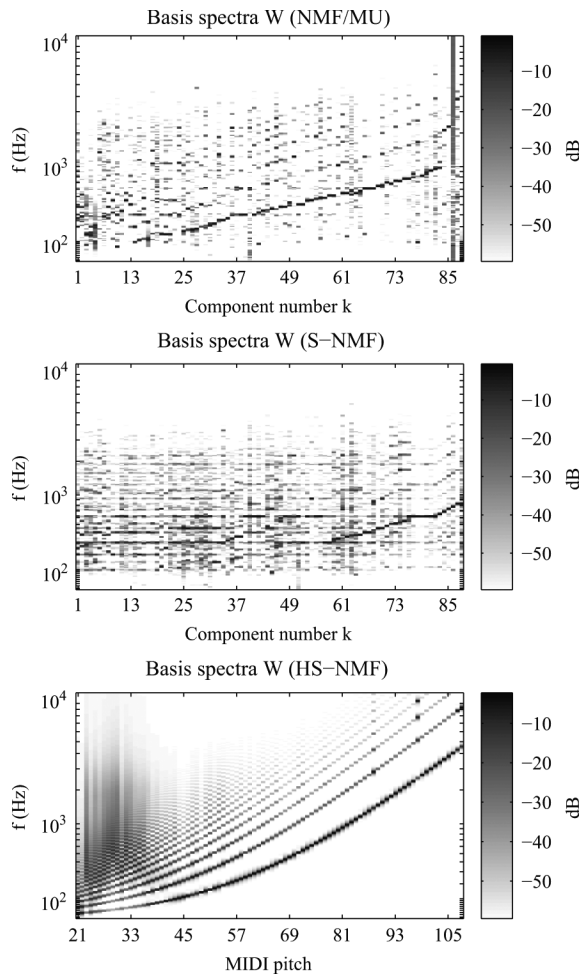 Basis spectra W (NMF/MU)
10^4
10^3
10^2
f (Hz)
1 13 25 37 49 61 73 85
Component number k
−10
−20
−30
−40
−50
dB
Basis spectra W (S−NMF)
10^4
10^3
10^2
f (Hz)
1 13 25 37 49 61 73 85
Component number k
−10
−20
−30
−40
−50
dB
Basis spectra W (HS−NMF)
10^4
10^3
10^2
f (Hz)
21 33 45 57 69 81 93 105
MIDI pitch
−10
−20
−30
−40
−50
dB